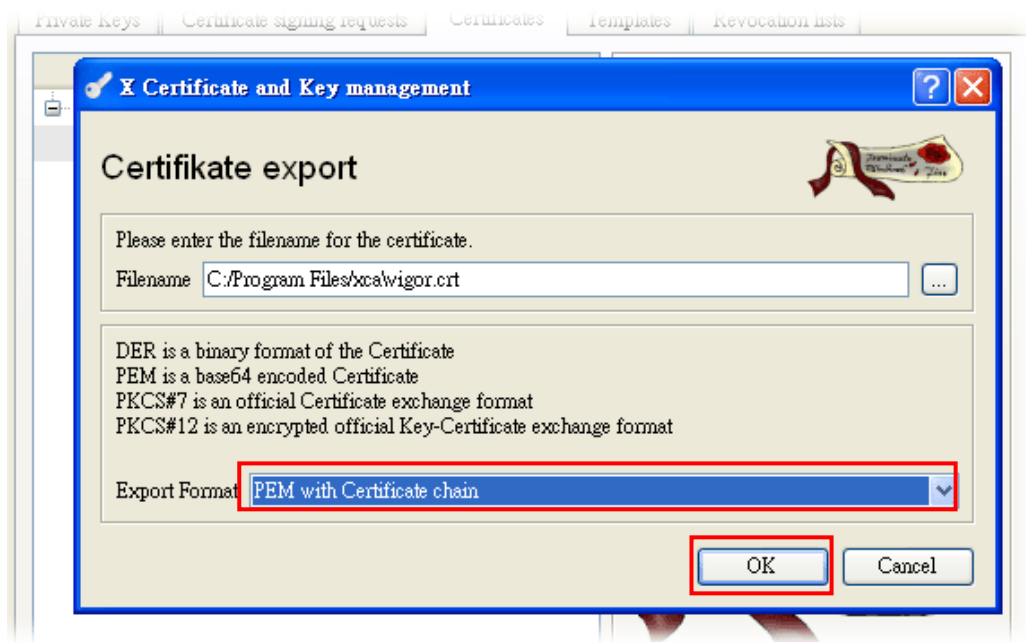 Private Keys
Certificate signing requests
Certificates
Templates
Revocation lists
X Certificate and Key management
Certifikate export
Please enter the filename for the certificate.
Filename C:/Program Files/xca\vigor.crt ...
DER is a binary format of the Certificate
PEM is a base64 encoded Certificate
PKCS#7 is an official Certificate exchange format
PKCS#12 is an encrypted official Key-Certificate exchange format
Export Format PEM with Certificate chain
OK Cancel